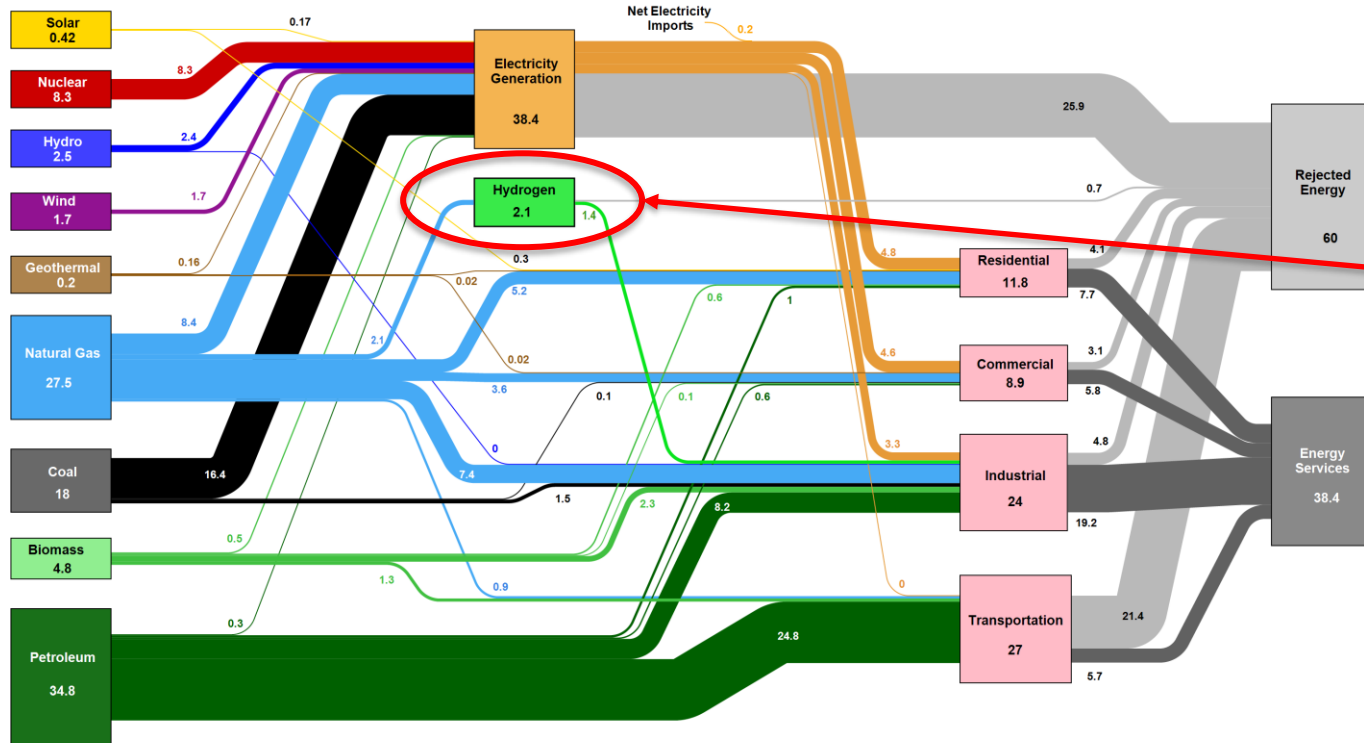 Solar
0.42
0.17
Net Electricity
Imports
0.2
Nuclear
8.3
8.3
Electricity
Generation
38.4
25.9
Hydro
2.5
2.4
Hydrogen
2.1
1.4
0.7
Rejected
Energy
60
Wind
1.7
1.7
Geothermal
0.2
0.16
0.02
0.3
5.2
4.8
Residential
11.8
4.1
7.7
Natural Gas
27.5
8.4
2.1
0.02
3.6
0.6
1
4.6
Commercial
8.9
3.1
5.8
0.1
0.1
0.6
Coal
18
16.4
0
7.4
1.5
3.3
Industrial
24
4.8
19.2
Energy
Services
38.4
2.3
8.2
Biomass
4.8
0.5
1.3
0.9
0
Petroleum
34.8
0.3
24.8
Transportation
27
21.4
5.7